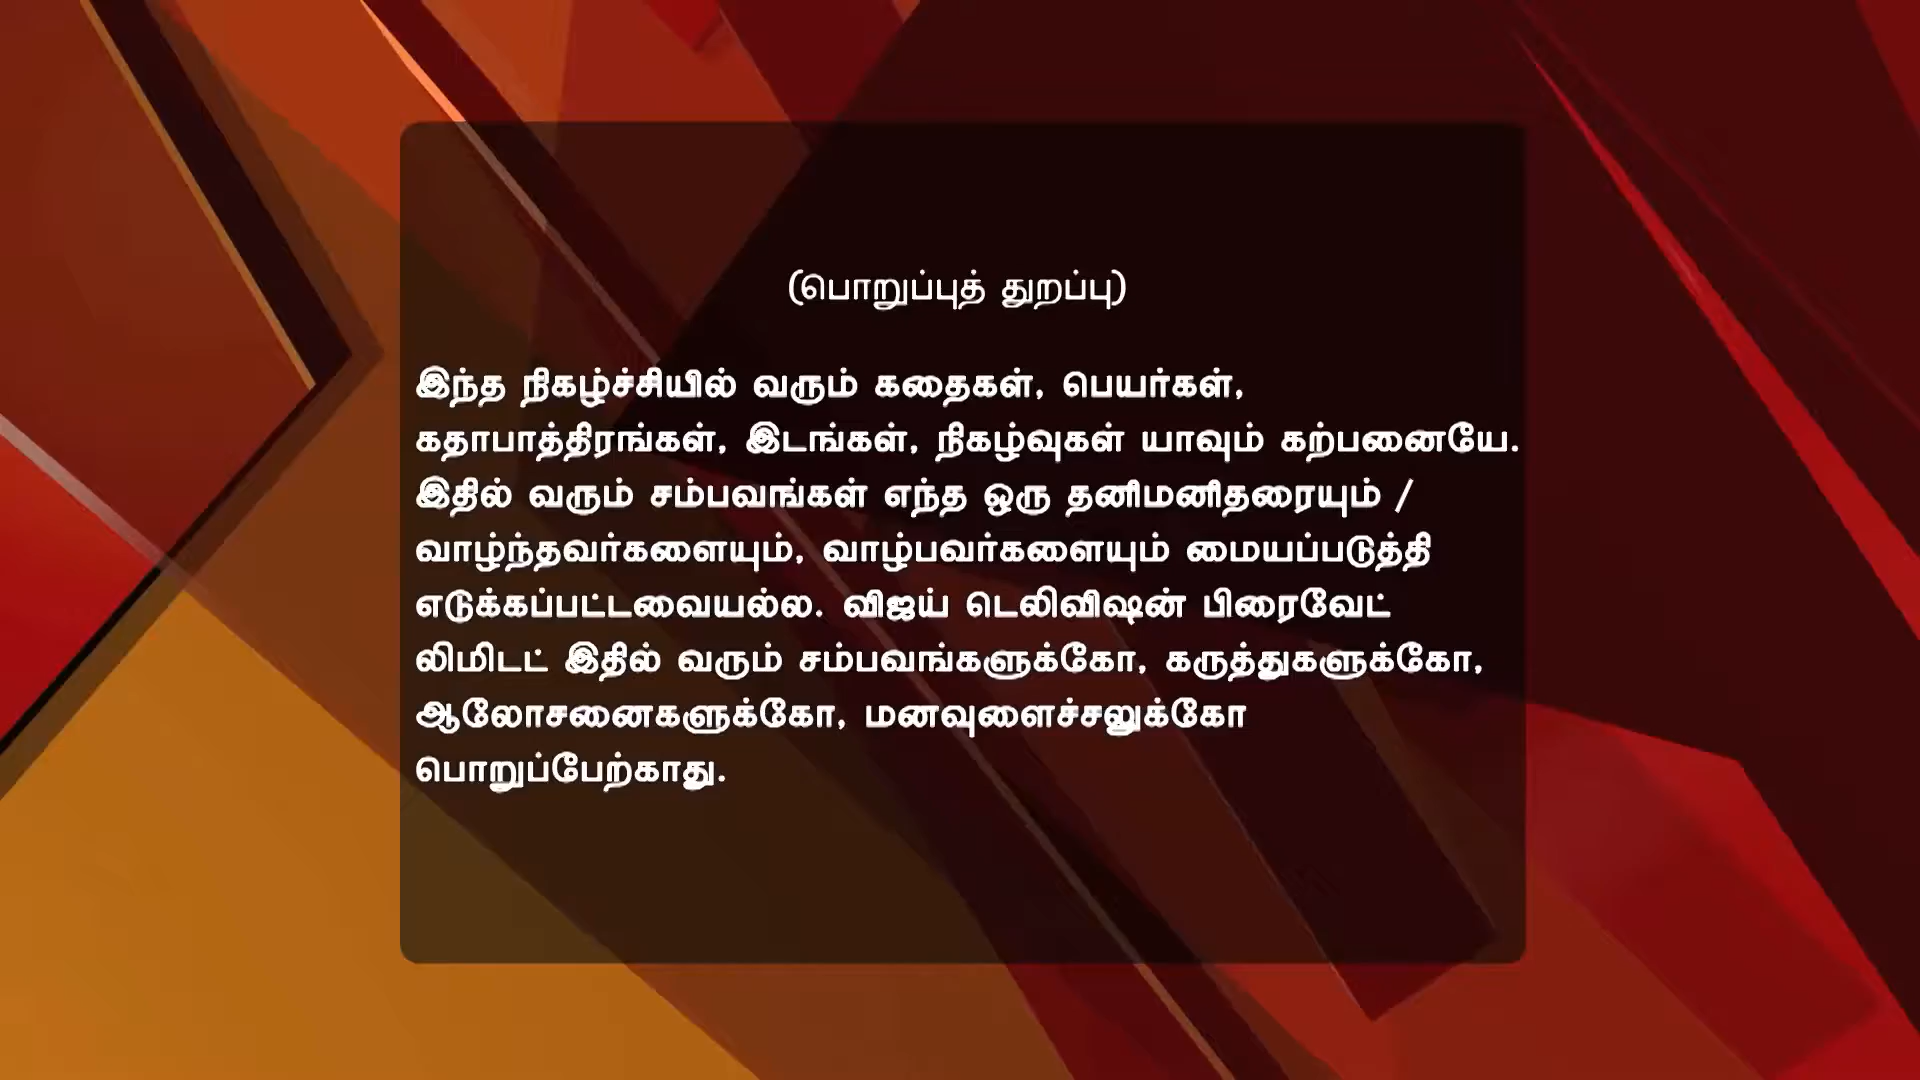 (பொறுப்புத் துறப்பு)
இந்த நிகழ்ச்சியில் வரும் கதைகள், பெயர்கள்,
கதாபாத்திரங்கள், இடங்கள், நிகழ்வுகள் யாவும் கற்பனையே.
இதில் வரும் சம்பவங்கள் எந்த ஒரு தனிமனிதரையும் /
வாழ்ந்தவர்களையும், வாழ்பவர்களையும் மையப்படுத்தி
எடுக்கப்பட்டவையல்ல. விஜய் டெலிவிஷன் பிரைவேட்
லிமிடட் இதில் வரும் சம்பவங்களுக்கோ, கருத்துகளுக்கோ,
ஆலோசனைகளுக்கோ, மனவுளைச்சலுக்கோ
பொறுப்பேற்காது.